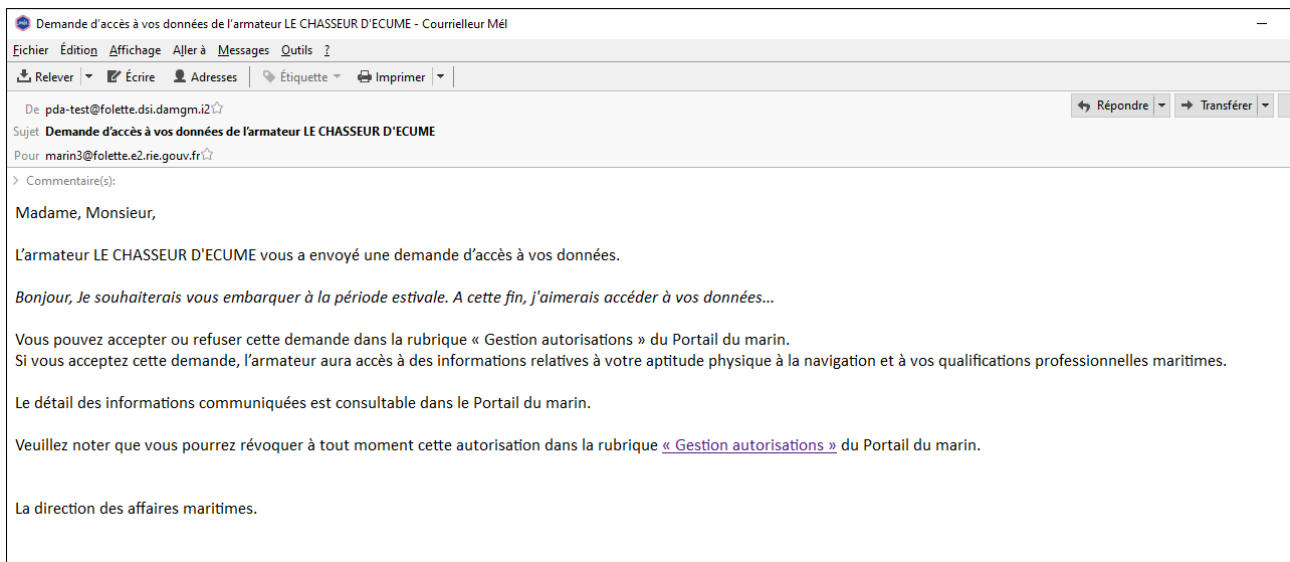 Demande d'accès à vos données de l'armateur LE CHASSEUR D'ECUME - Courrielleur Mél
Fichier Édition Affichage Aller à Messages Outils ?
Relever Écrire Adresses Étiquette Imprimer
De pda-test@folette.dsi.damgm.i2
Répondre Transférer
Sujet Demande d’accès à vos données de l’armateur LE CHASSEUR D'ECUME
Pour marin3@folette.e2.rie.gouv.fr
> Commentaire(s):
Madame, Monsieur,
L’armateur LE CHASSEUR D'ECUME vous a envoyé une demande d’accès à vos données.
Bonjour, Je souhaiterais vous embarquer à la période estivale. A cette fin, j'aimerais accéder à vos données...
Vous pouvez accepter ou refuser cette demande dans la rubrique « Gestion autorisations » du Portail du marin.
Si vous acceptez cette demande, l’armateur aura accès à des informations relatives à votre aptitude physique à la navigation et à vos qualifications professionnelles maritimes.
Le détail des informations communiquées est consultable dans le Portail du marin.
Veuillez noter que vous pourrez révoquer à tout moment cette autorisation dans la rubrique « Gestion autorisations » du Portail du marin.
La direction des affaires maritimes.